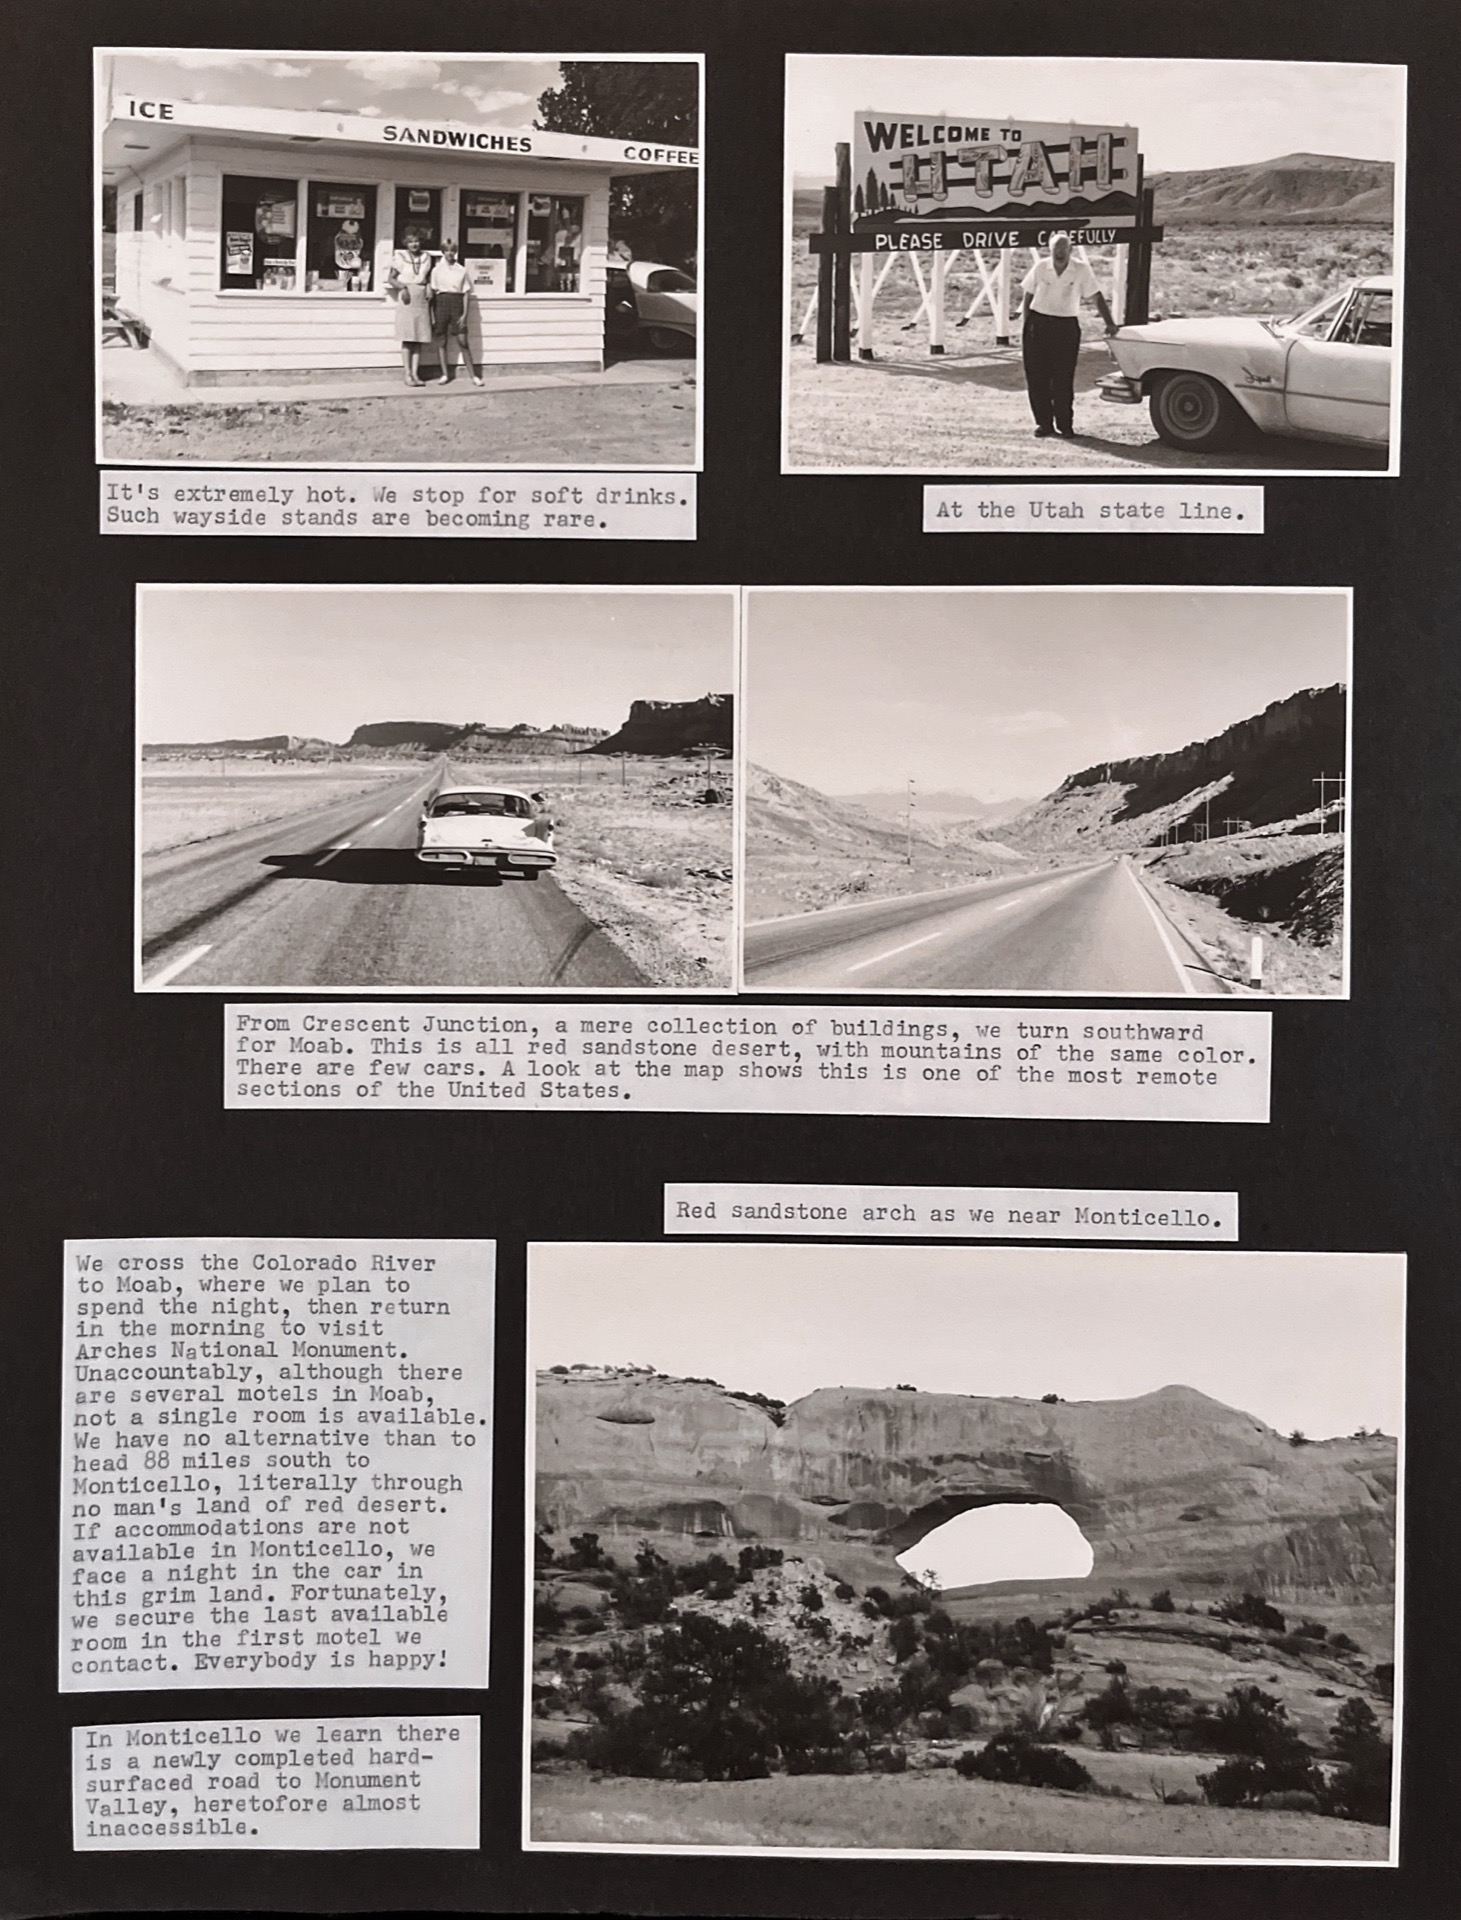 ICE
SANDWICHES
COFFEE
WELCOME TO
UTAH
PLEASE DRIVE CAREFULLY
It's extremely hot. We stop for soft drinks.
Such wayside stands are becoming rare.
At the Utah state line.
From Crescent Junction, a mere collection of buildings, we turn southward
for Moab. This is all red sandstone desert, with mountains of the same color.
There are few cars. A look at the map shows this is one of the most remote
sections of the United States.
Red sandstone arch as we near Monticello.
We cross the Colorado River
to Moab, where we plan to
spend the night, then return
in the morning to visit
Arches National Monument.
Unaccountably, although there
are several motels in Moab,
not a single room is available.
We have no alternative than to
head 88 miles south to
Monticello, literally through
no man's land of red desert.
If accommodations are not
available in Monticello, we
face a night in the car in
this grim land. Fortunately,
we secure the last available
room in the first motel we
contact. Everybody is happy!
In Monticello we learn there
is a newly completed hard-
surfaced road to Monument
Valley, heretofore almost
inaccessible.